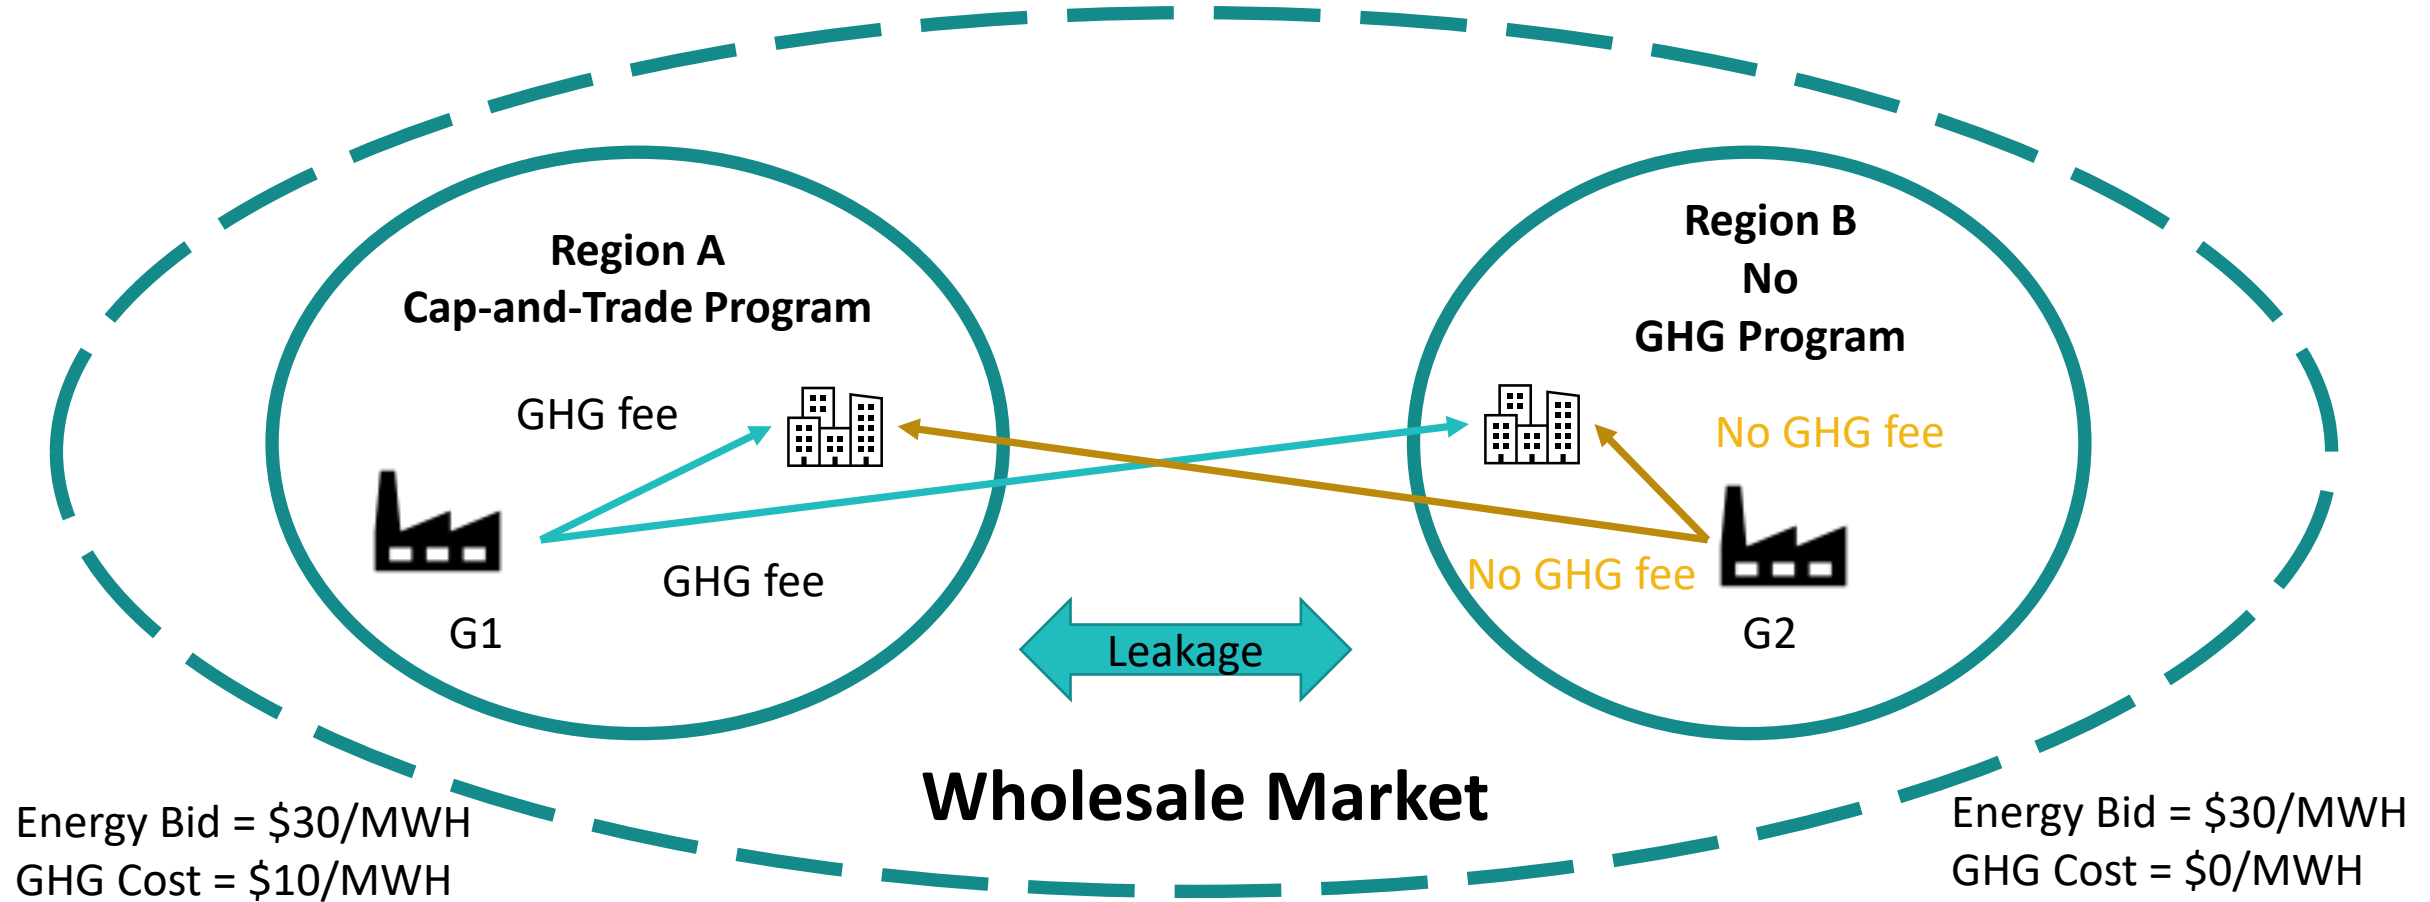 Region A
Cap-and-Trade Program
Region B
No
GHG Program
GHG fee
No GHG fee
GHG fee
No GHG fee
G1
G2
Leakage
Wholesale Market
Energy Bid = $30/MWH
GHG Cost = $10/MWH
Energy Bid = $30/MWH
GHG Cost = $0/MWH